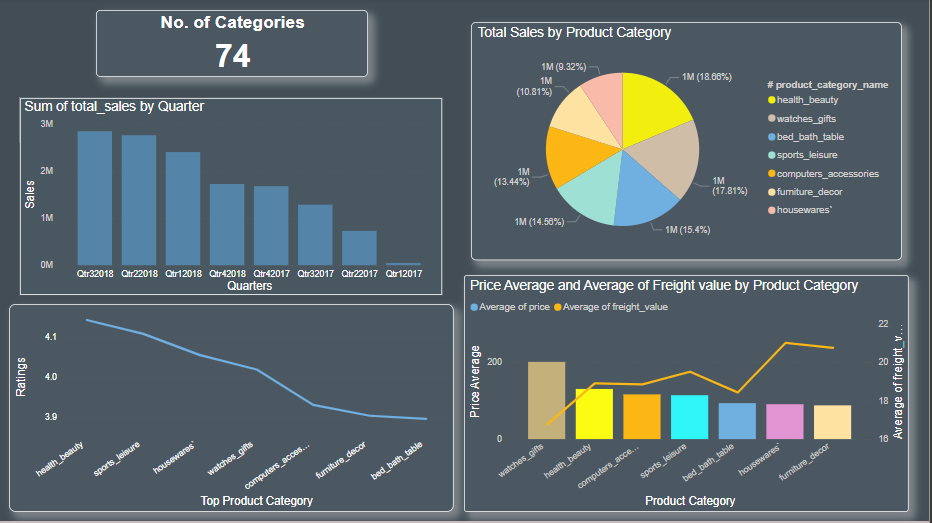 No. of Categories
74
Sum of total_sales by Quarter
3M
2M
1M
0M
Sales
Qtr32018 Qtr22018 Qtr12018 Qtr42018 Qtr42017 Qtr32017 Qtr22017 Qtr12017
Quarters
Total Sales by Product Category
1M (9.32%)
1M
(10.81%)
1M
(13.44%)
1M (14.56%)
1M (18.66%)
1M
(17.81%)
1M (15.4%)
# product_category_name
health_beauty
watches_gifts
bed_bath_table
sports_leisure
computers_accessories
furniture_decor
housewares`
4.1
4.0
3.9
Ratings
health_beauty
sports_leisure
housewares`
watches_gifts
computers_acces...
furniture_decor
bed_bath_table
Top Product Category
Price Average and Average of Freight value by Product Category
Average of price Average of freight_value
200
0
Price Average
22
20
18
16
Average of freight_v...
watches_gifts
health_beauty
computers_acce...
sports_leisure
bed_bath_table
housewares`
furniture_decor
Product Category